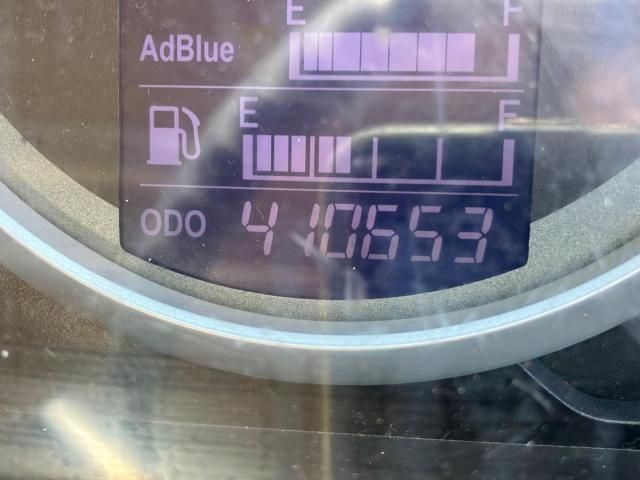 E F
AdBlue
E F
ODO 410653